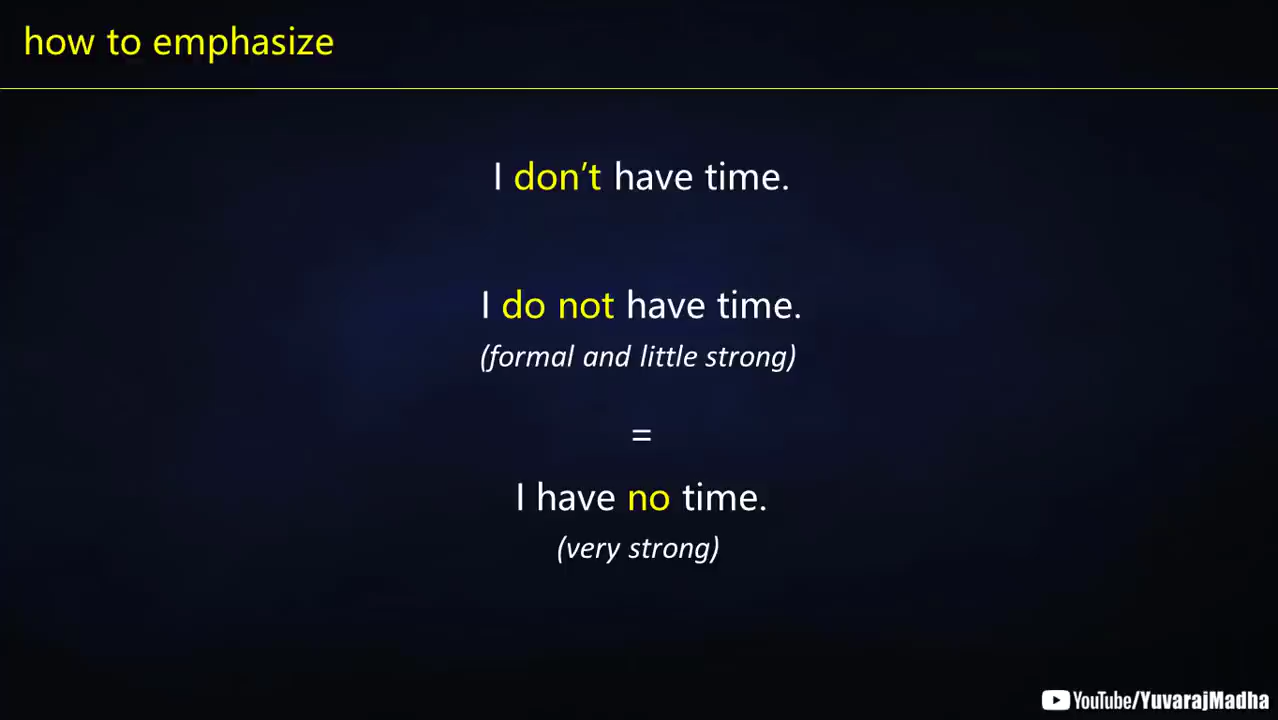 how to emphasize
I don’t have time.
I do not have time.
(formal and little strong)
=
I have no time.
(very strong)
YouTube/YuvarajMadha